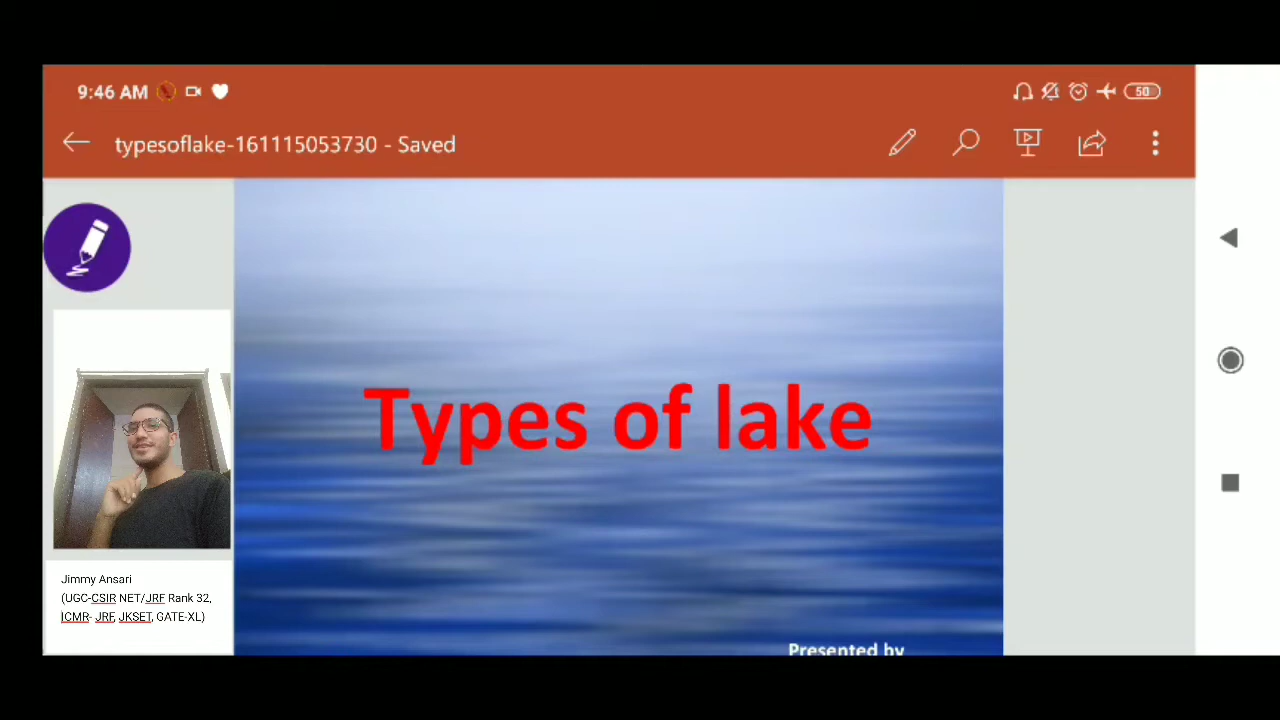 9:46 AM
50
typesoflake-161115053730 - Saved
Types of lake
Jimmy Ansari
(UGC-CSIR NET/JRF Rank 32,
ICMR- JRF, JKSET, GATE-XL)
Presented by